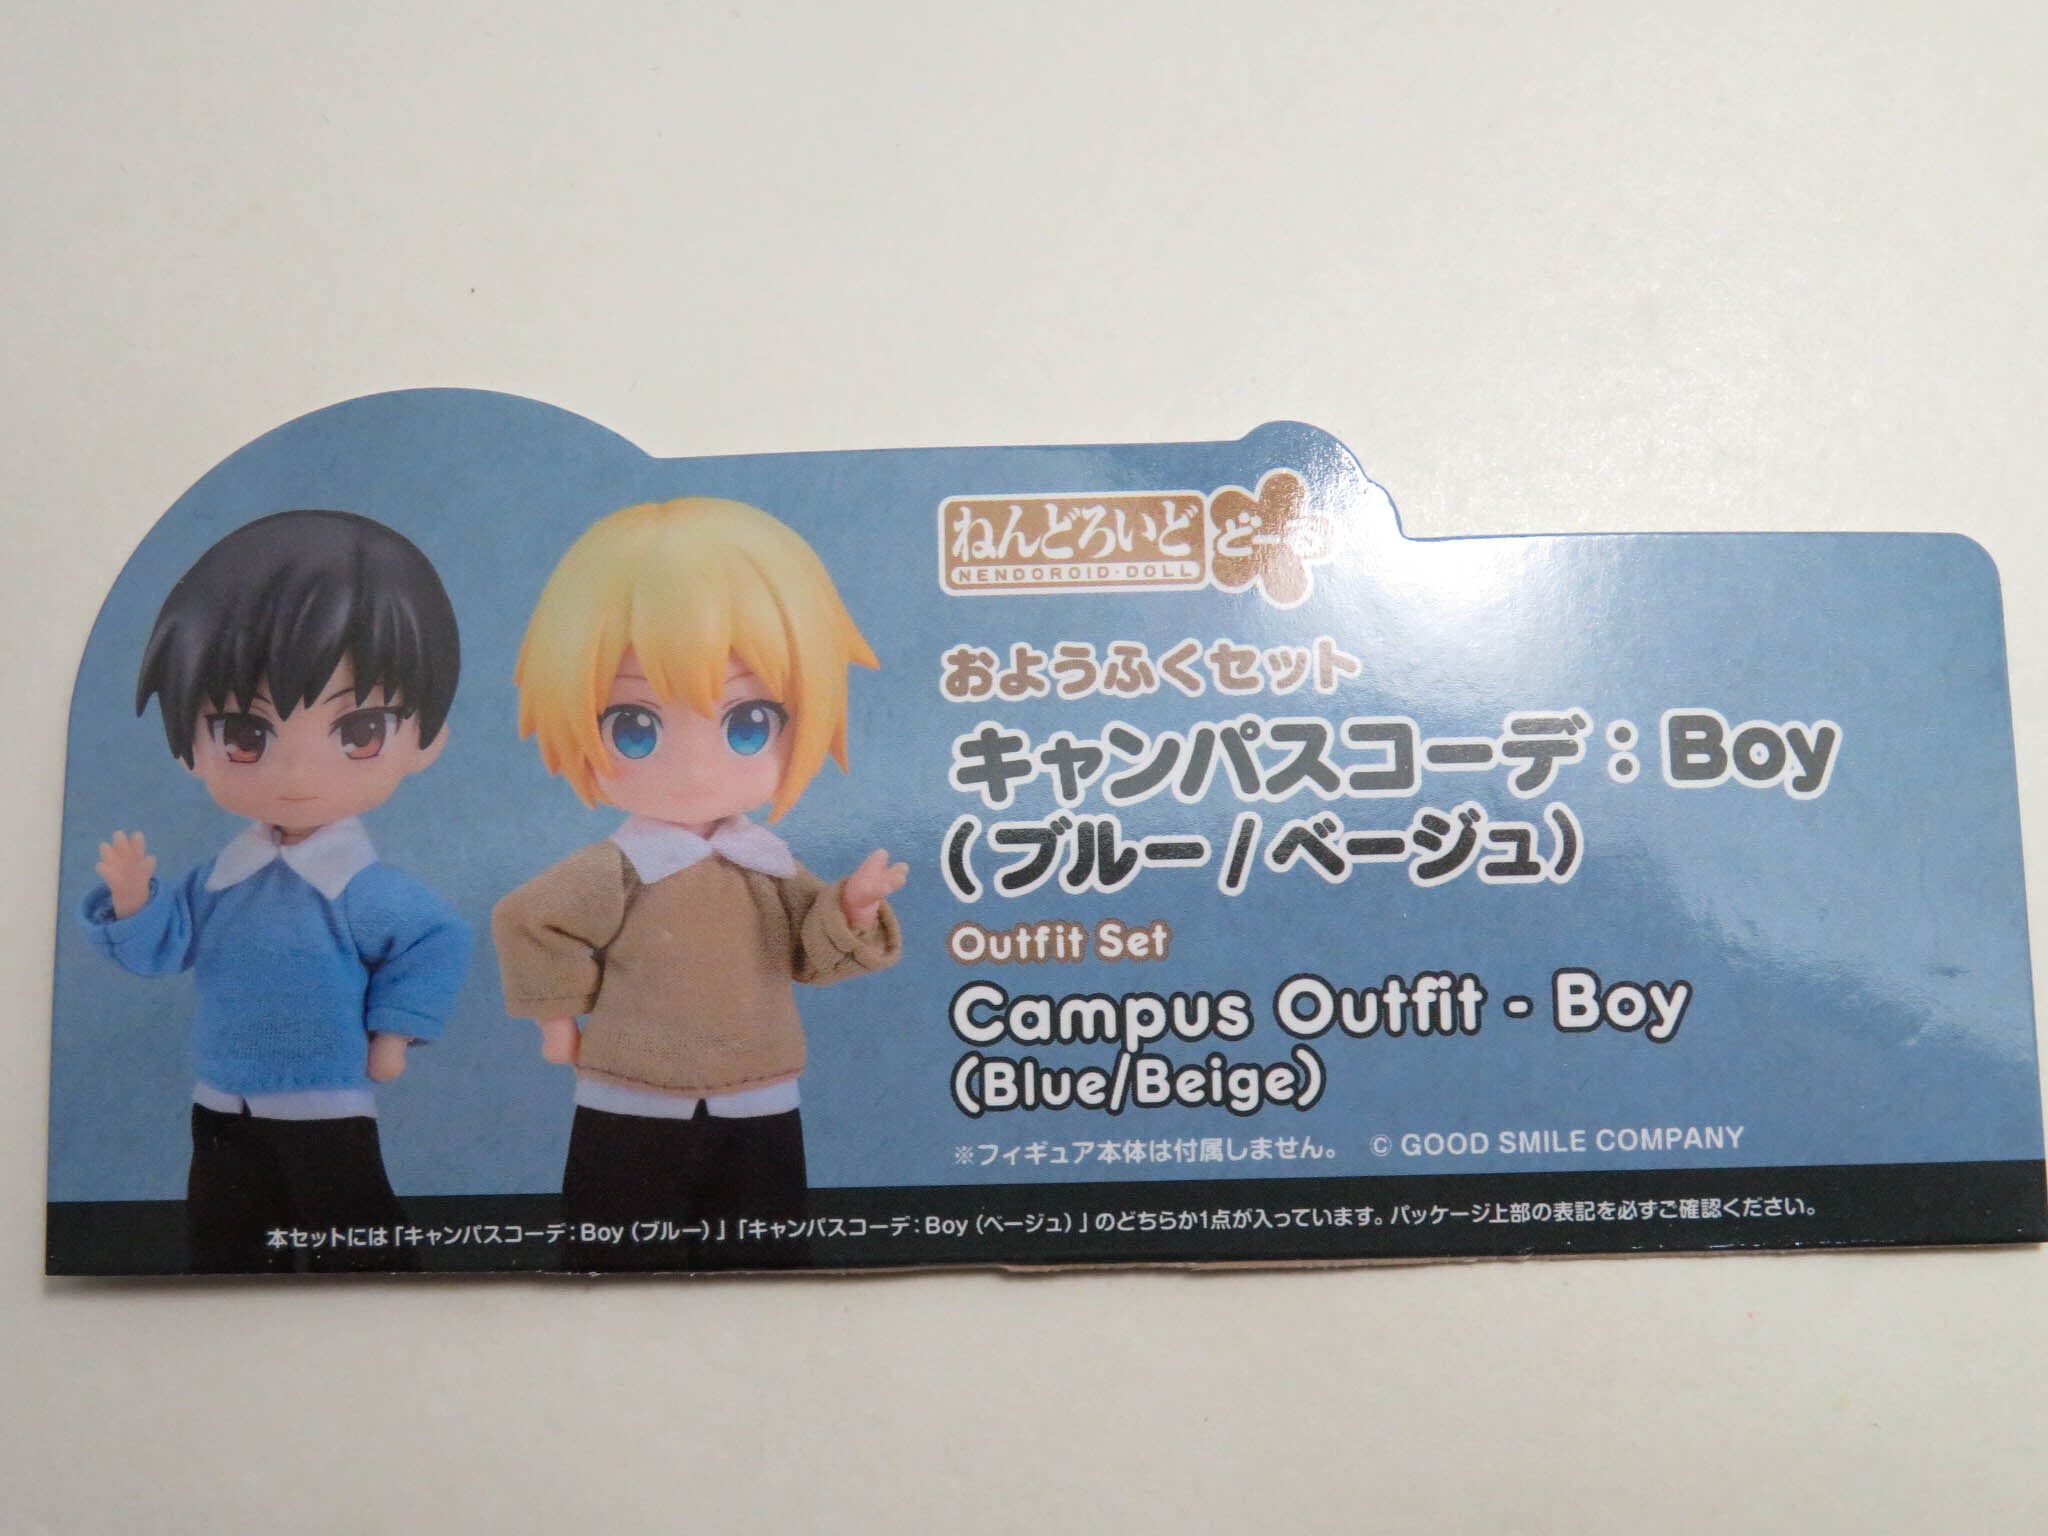 ねんどろいど どーる
NENDOROID・DOLL
おようふくセット
キャンパスコーデ：Boy
（ブルー/ベージュ）
Outfit Set
Campus Outfit - Boy
(Blue/Beige)
※フィギュア本体は付属しません。 © GOOD SMILE COMPANY
本セットには「キャンパスコーデ：Boy（ブルー）」「キャンパスコーデ：Boy（ベージュ）」のどちらか1点が入っています。パッケージ上部の表記を必ずご確認ください。